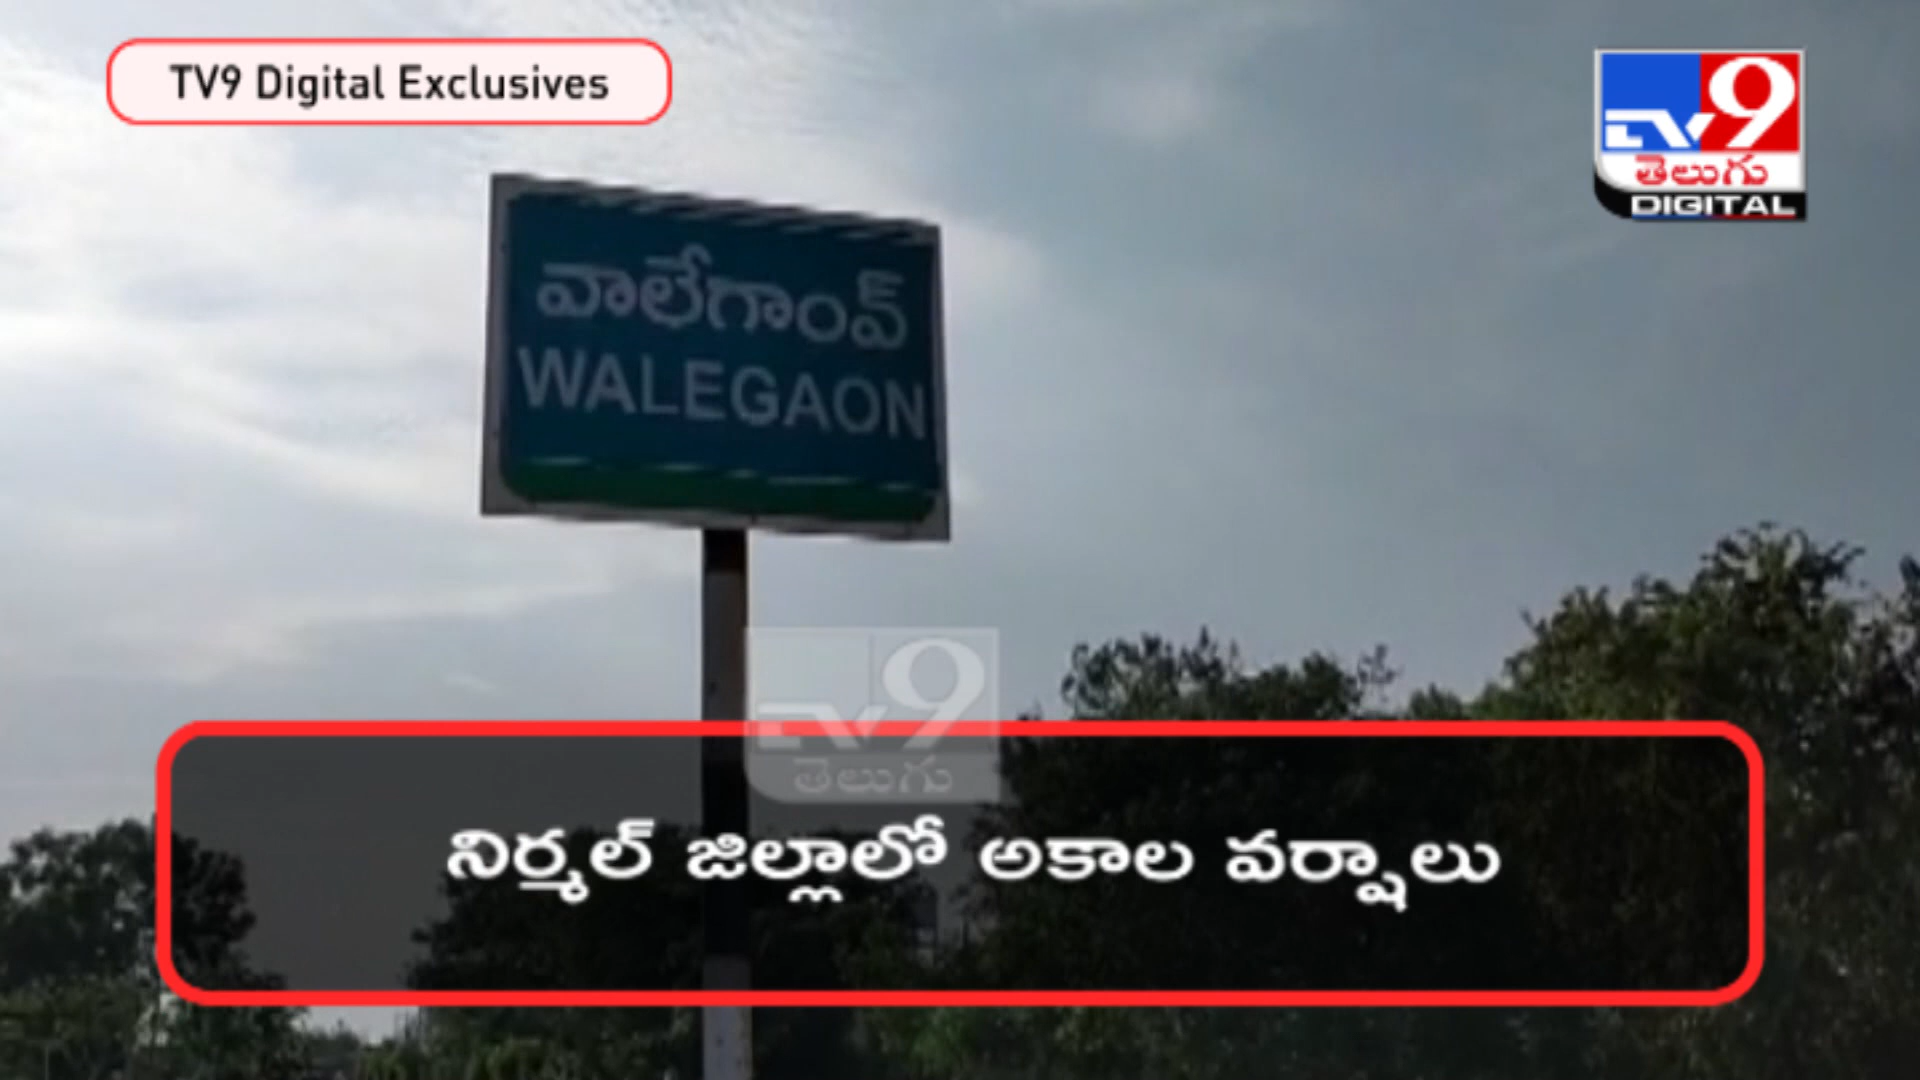 TV9 Digital Exclusives
TV9
తెలుగు
DIGITAL
వాలేగాంవ్
WALEGAON
TV9
తెలుగు
నిర్మల్ జిల్లాలో అకాల వర్షాలు